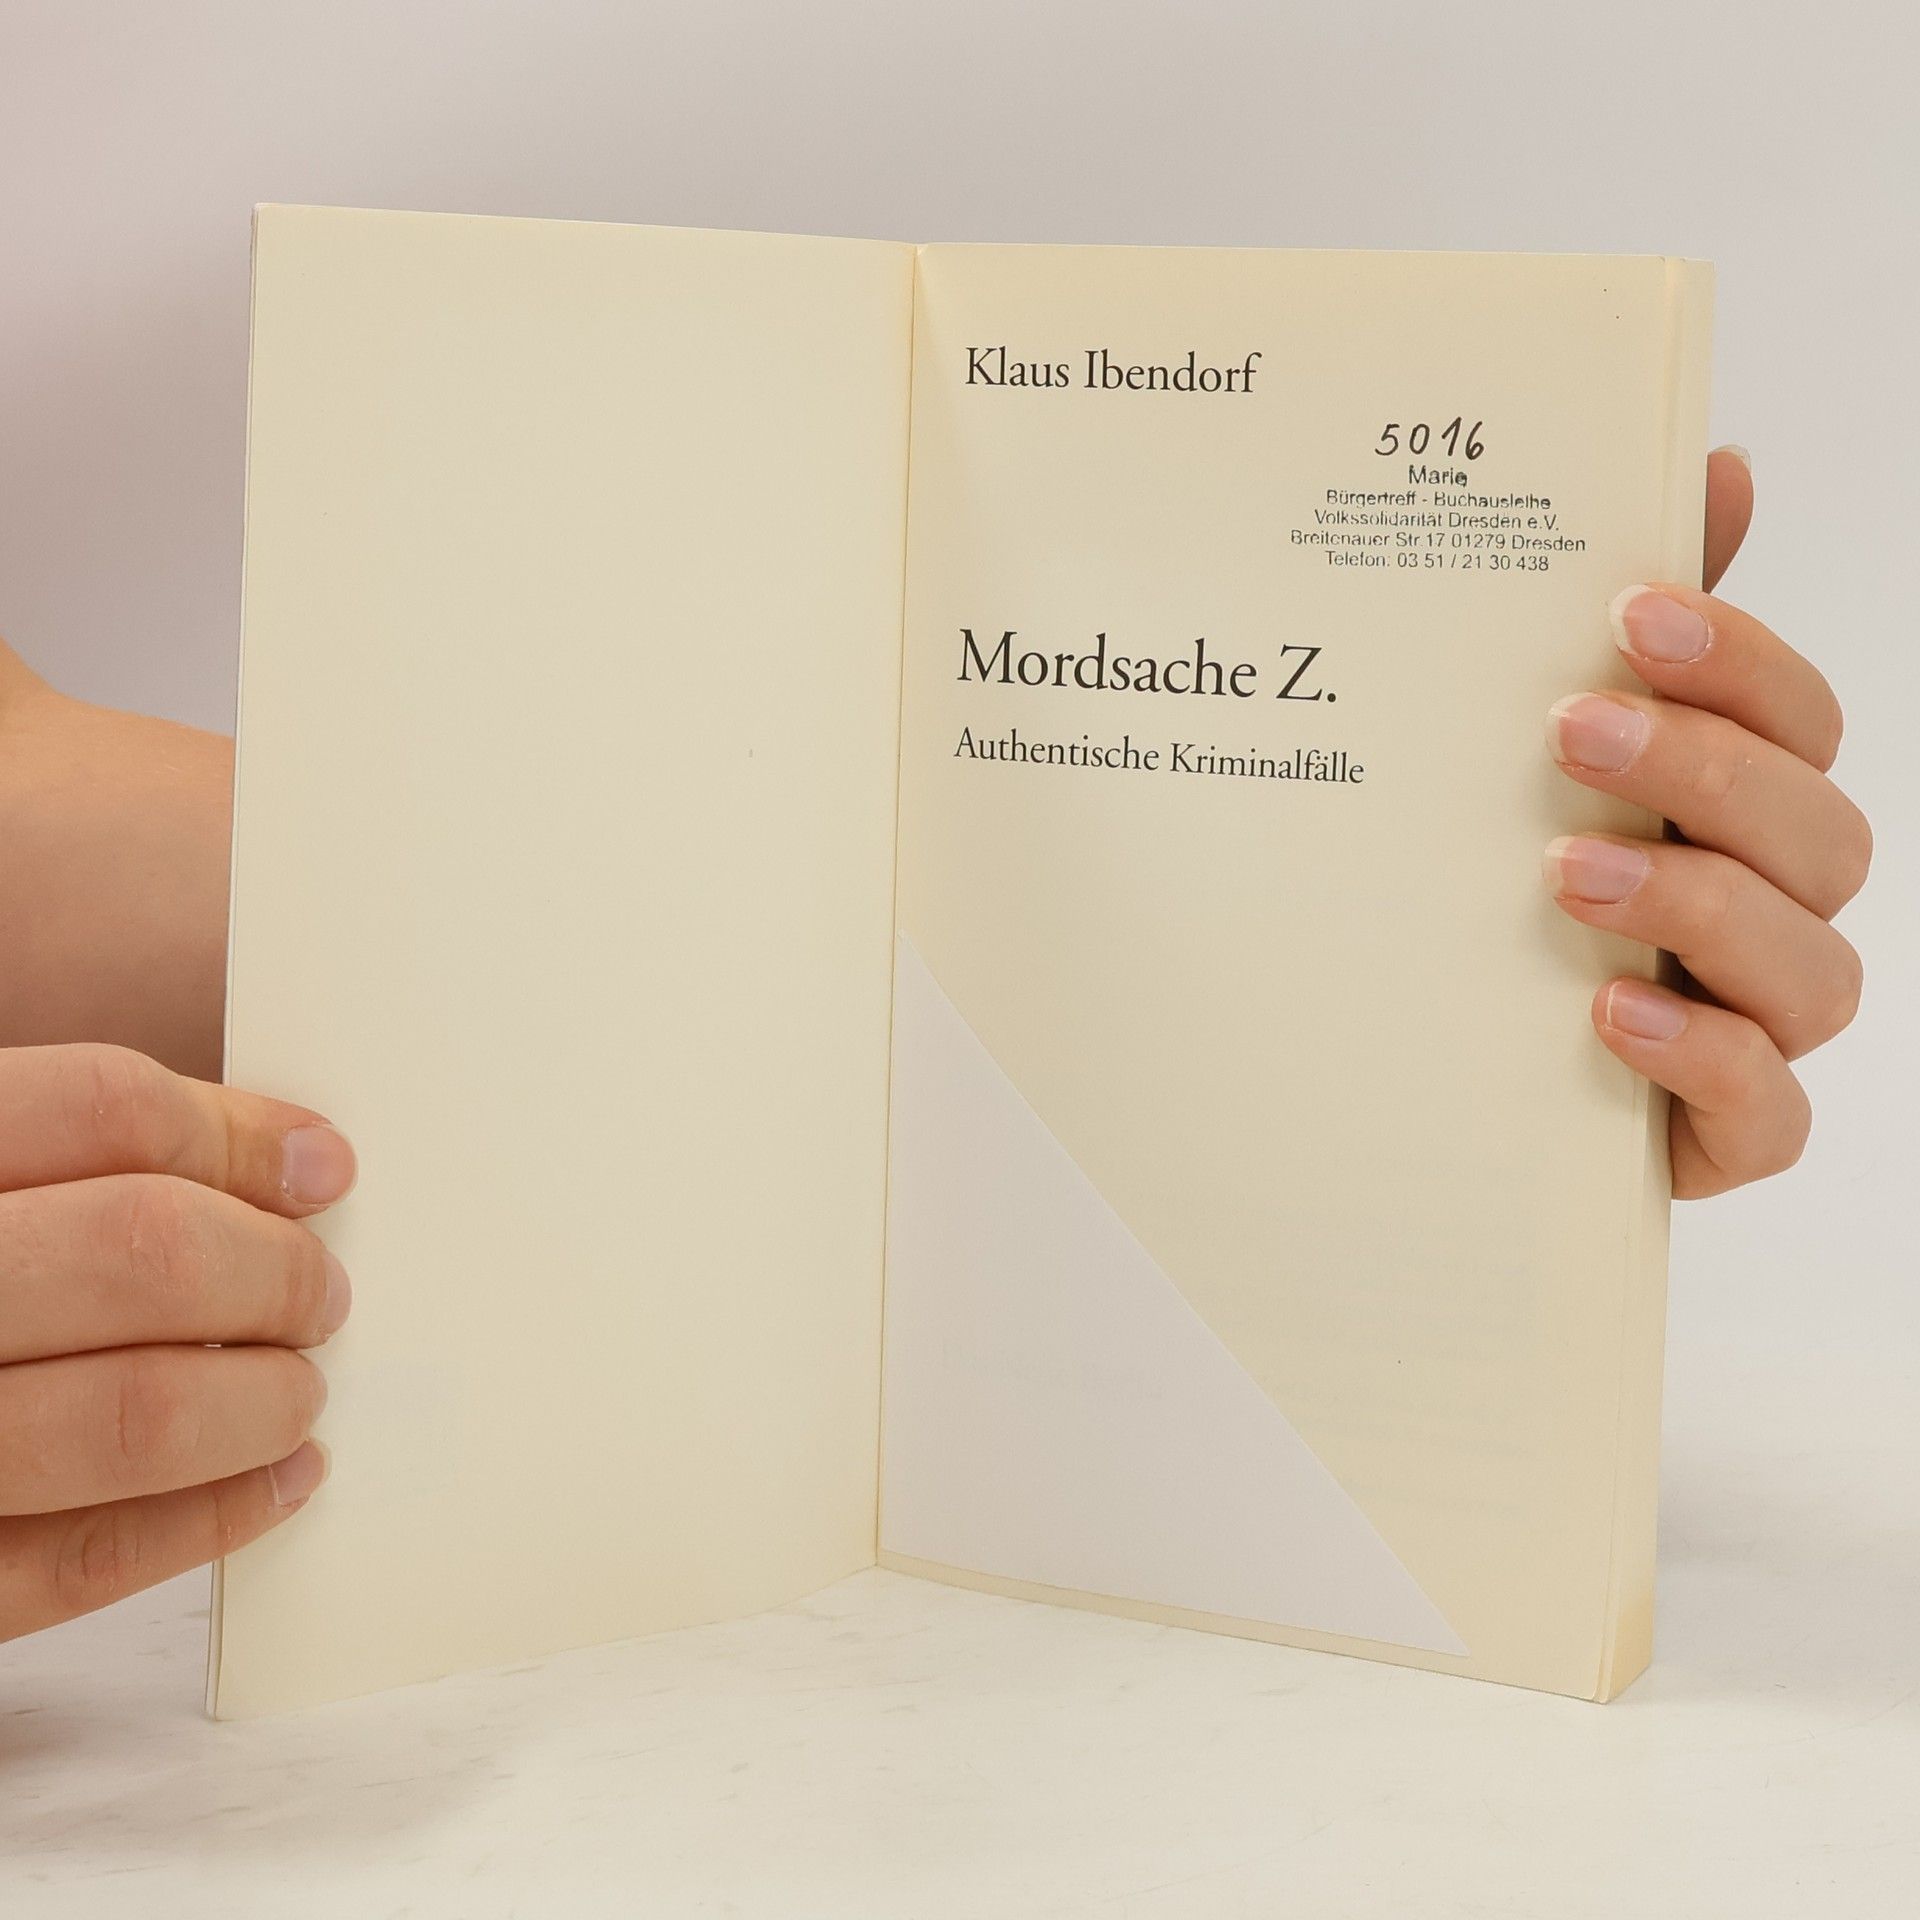 Klaus Ibendorf
5016
Marie
Bürgertreff - Buchausleihe
Volkssolidarität Dresden e.V.
Breitenauer Str.17 01279 Dresden
Telefon: 03 51 / 21 30 438
Mordsache Z.
Authentische Kriminalfälle